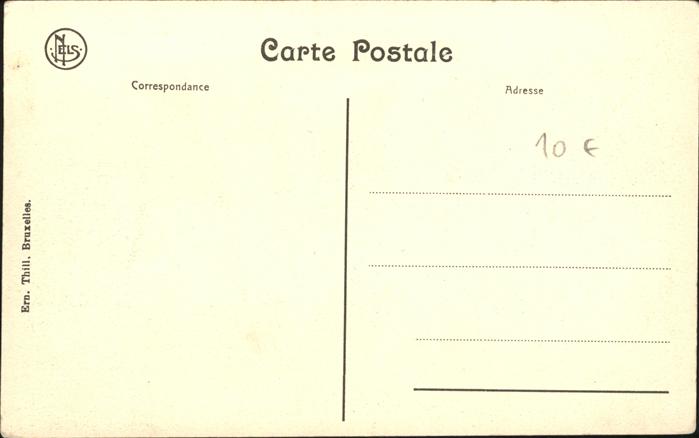 NELS
Carte Postale
Correspondance
Adresse
10 €
Ern. Thill, Bruxelles.